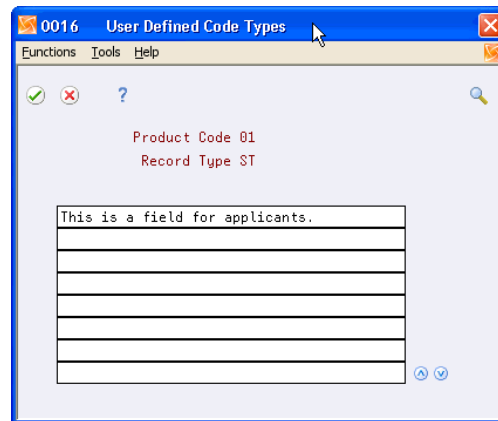 0016 User Defined Code Types
Functions Tools Help
?
Product Code 01
Record Type ST
This is a field for applicants.